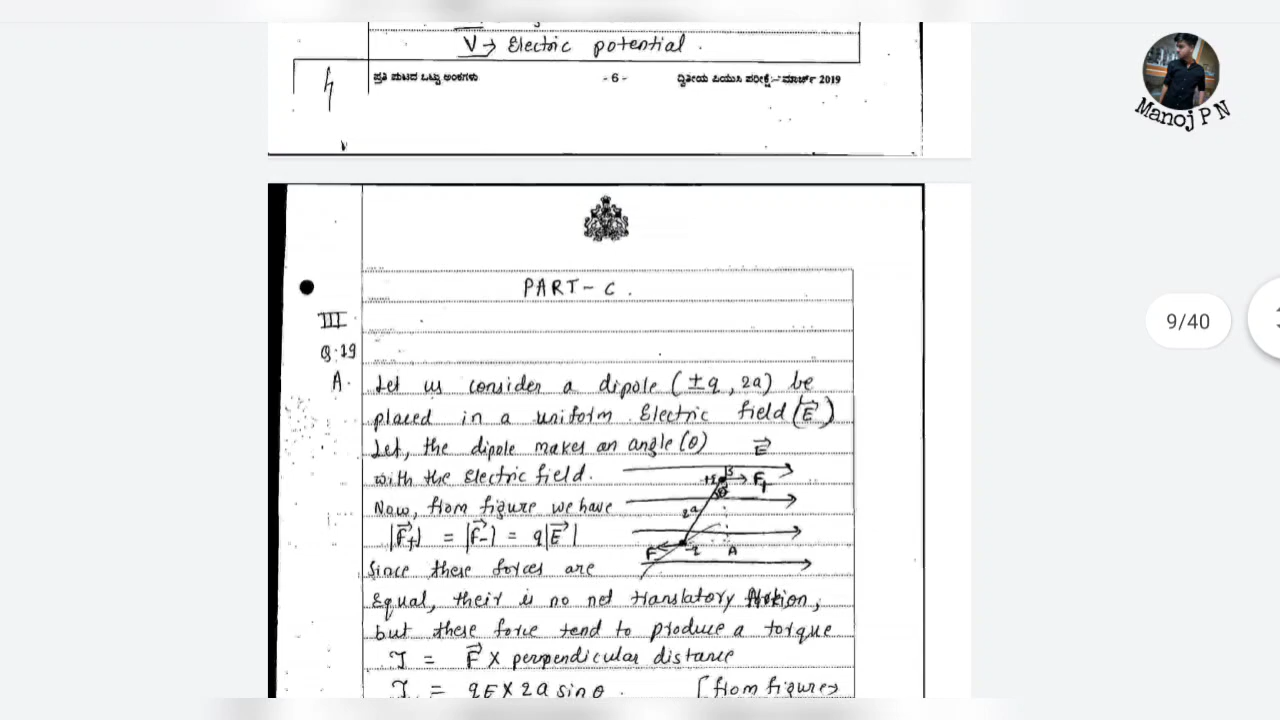 V → Electric potential.
ಪ್ರತಿ ಪುಟದ ಒಟ್ಟು ಅಂಕಗಳು - 6 - ದ್ವಿತೀಯ ಪಿಯುಸಿ ಪರೀಕ್ಷೆ:- ಮಾರ್ಚ್ 2019
Manoj P N
PART - C.
III
Q:19
9/40
A. Let us consider a dipole (±q, 2a) be
placed in a uniform Electric field (E⃗)
Let, the dipole makes an angle (θ)
with the Electric field.
Now, from figure we have
|F⃗+| = |F⃗-| = q|E⃗|
Since these forces are
E⃗
B
+q
F+
θ
2a
F
-q
A
Equal, their is no net translatory motion,
but these force tend to produce a torque
τ = F⃗ × perpendicular distance
τ = qE × 2a sin θ. [from figure→